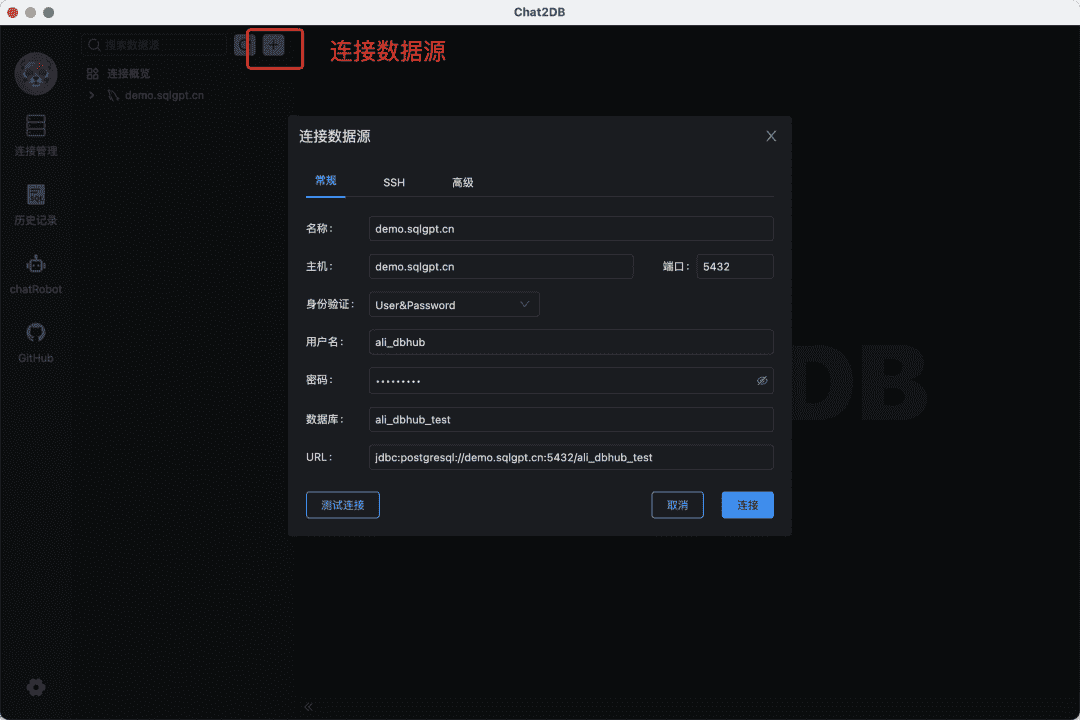 Chat2DB
搜索数据源
连接数据源
连接概览
demo.sqlgpt.cn
连接管理
SQL
历史记录
chatRobot
GitHub
连接数据源
常规 SSH 高级
名称： demo.sqlgpt.cn
主机： demo.sqlgpt.cn 端口： 5432
身份验证： User&Password
用户名： ali_dbhub
密码： •••••••••
数据库： ali_dbhub_test
URL： jdbc:postgresql://demo.sqlgpt.cn:5432/ali_dbhub_test
测试连接 取消 连接
DB